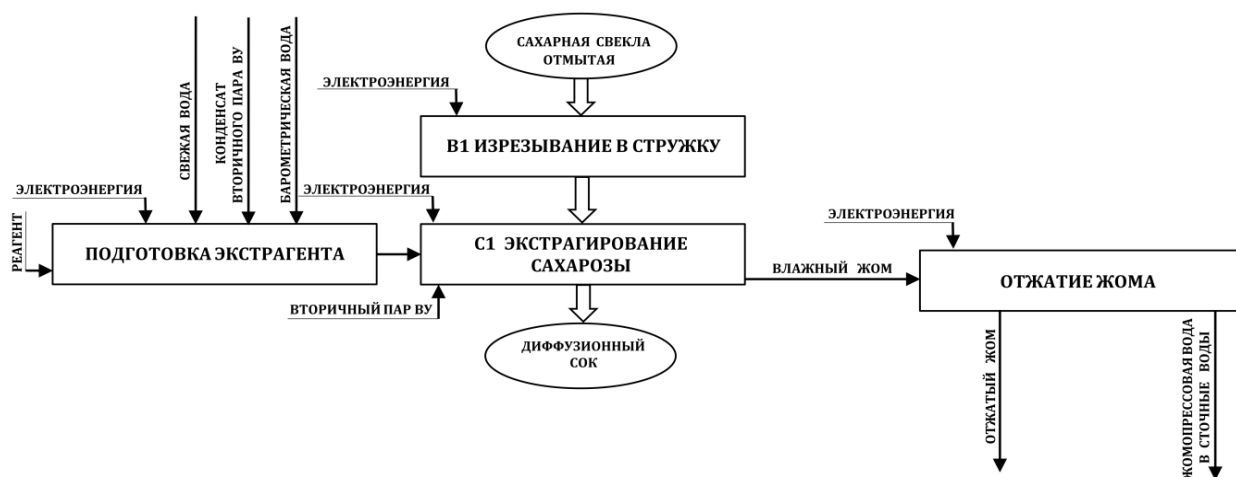 САХАРНАЯ СВЕКЛА
ОТМЫТАЯ
СВЕЖАЯ ВОДА
КОНДЕНСАТ
ВТОРИЧНОГО ПАРА ВУ
БАРОМЕТРИЧЕСКАЯ ВОДА
ЭЛЕКТРОЭНЕРГИЯ
В1 ИЗРЕЗЫВАНИЕ В СТРУЖКУ
ЭЛЕКТРОЭНЕРГИЯ
ЭЛЕКТРОЭНЕРГИЯ
ЭЛЕКТРОЭНЕРГИЯ
РЕАГЕНТ
ПОДГОТОВКА ЭКСТРАГЕНТА
С1 ЭКСТРАГИРОВАНИЕ
САХАРОЗЫ
ВЛАЖНЫЙ ЖОМ
ОТЖАТИЕ ЖОМА
ВТОРИЧНЫЙ ПАР ВУ
ДИФФУЗИОННЫЙ
СОК
ОТЖАТЫЙ ЖОМ
ЖОМОПРЕССОВАЯ ВОДА
В СТОЧНЫЕ ВОДЫ